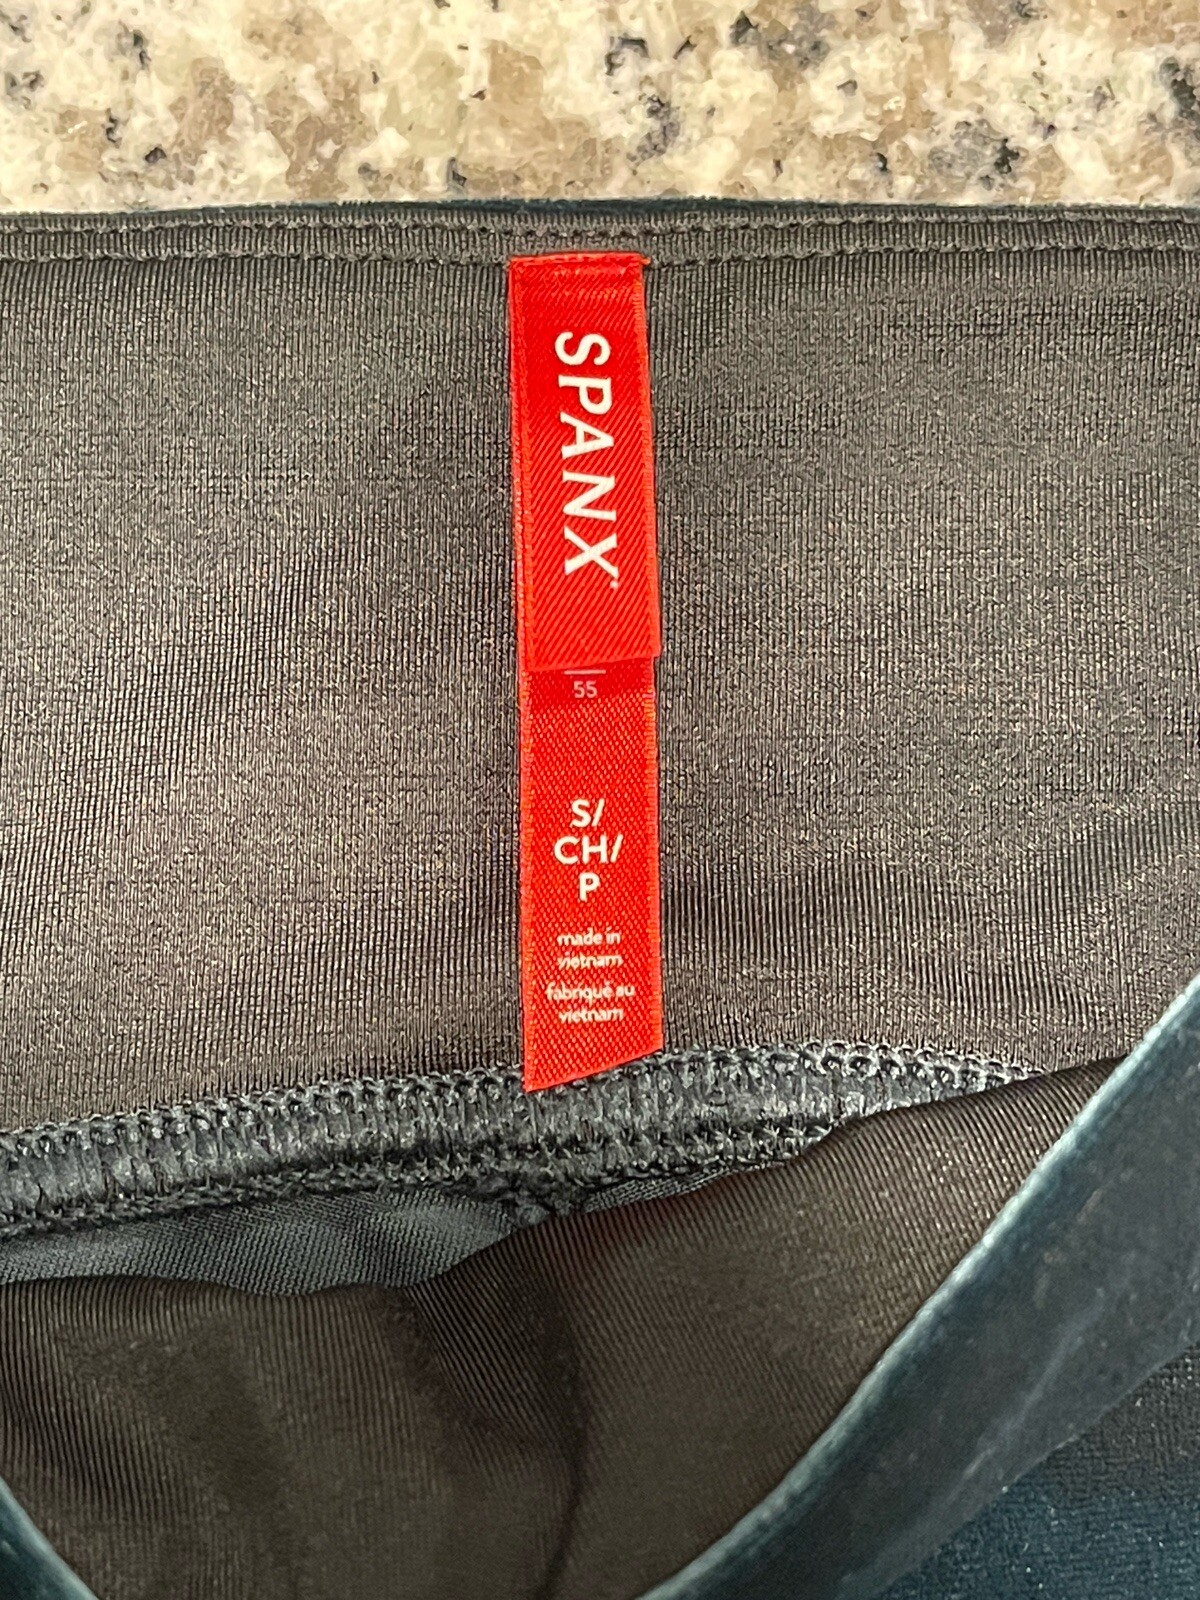 SPANX
55
S/
CH/
P
made in
vietnam
fabriqué au
vietnam